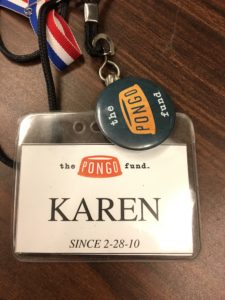 the
PONGO
fund
the PONGO fund.
KAREN
SINCE 2-28-10